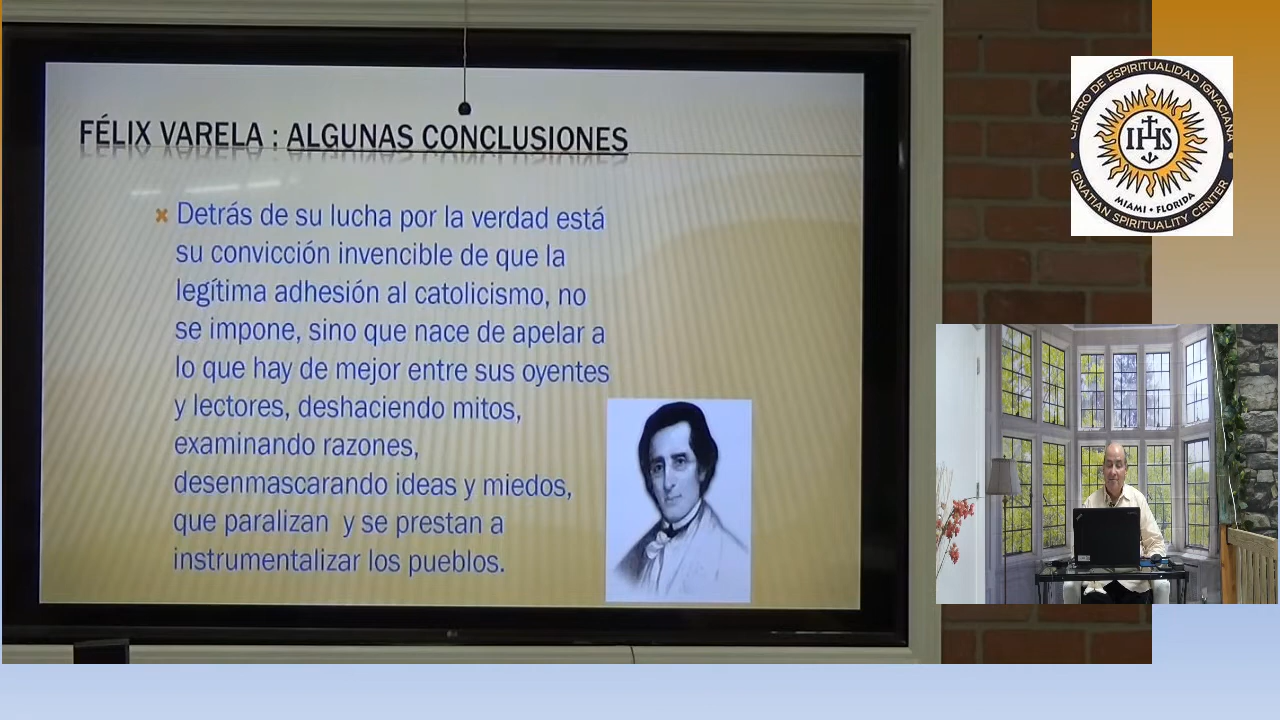 FÉLIX VARELA : ALGUNAS CONCLUSIONES
Detrás de su lucha por la verdad está
su convicción invencible de que la
legítima adhesión al catolicismo, no
se impone, sino que nace de apelar a
lo que hay de mejor entre sus oyentes
y lectores, deshaciendo mitos,
examinando razones,
desenmascarando ideas y miedos,
que paralizan y se prestan a
instrumentalizar los pueblos.
CENTRO DE ESPIRITUALIDAD IGNACIANA
IHS
MIAMI • FLORIDA
IGNATIAN SPIRITUALITY CENTER
LG